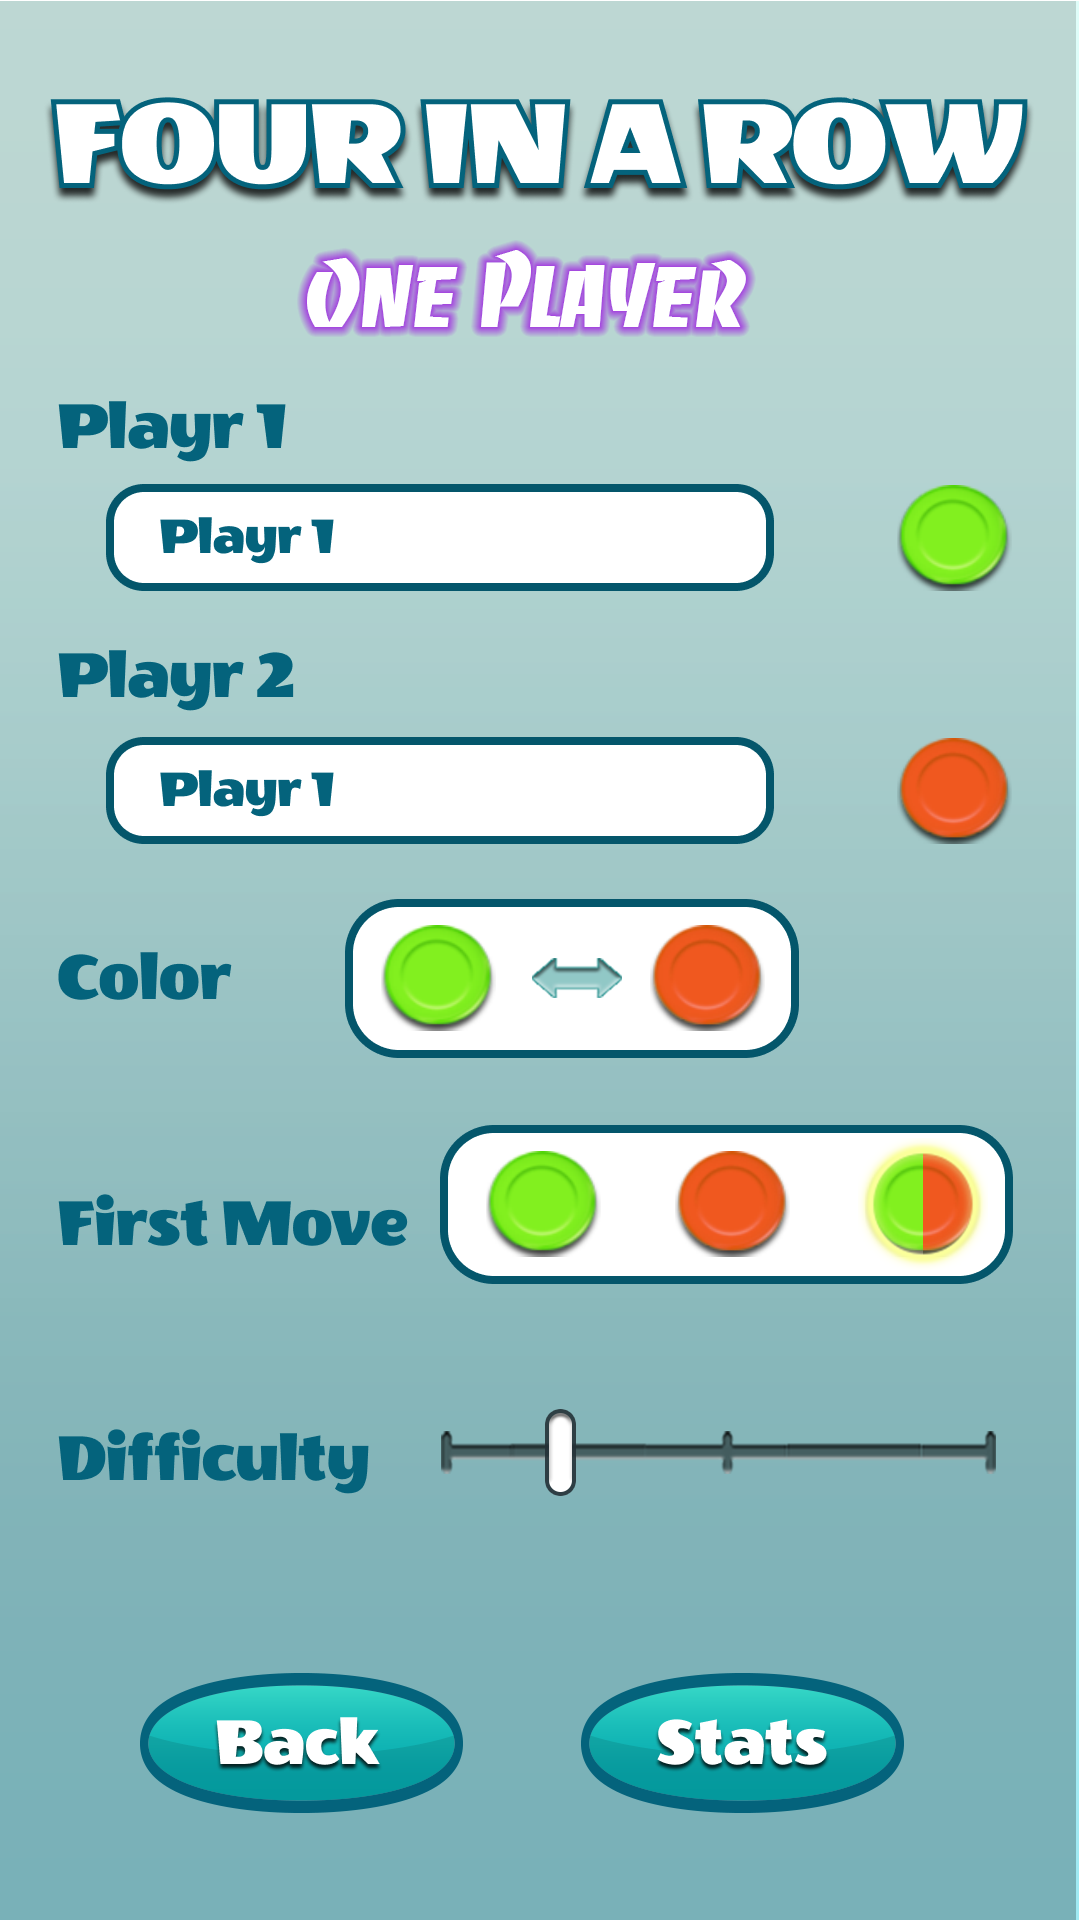 FOUR IN A ROW
ONE PLAYER
Playr 1
Playr 1
Playr 2
Playr 1
Color
First Move
Difficulty
Back
Stats